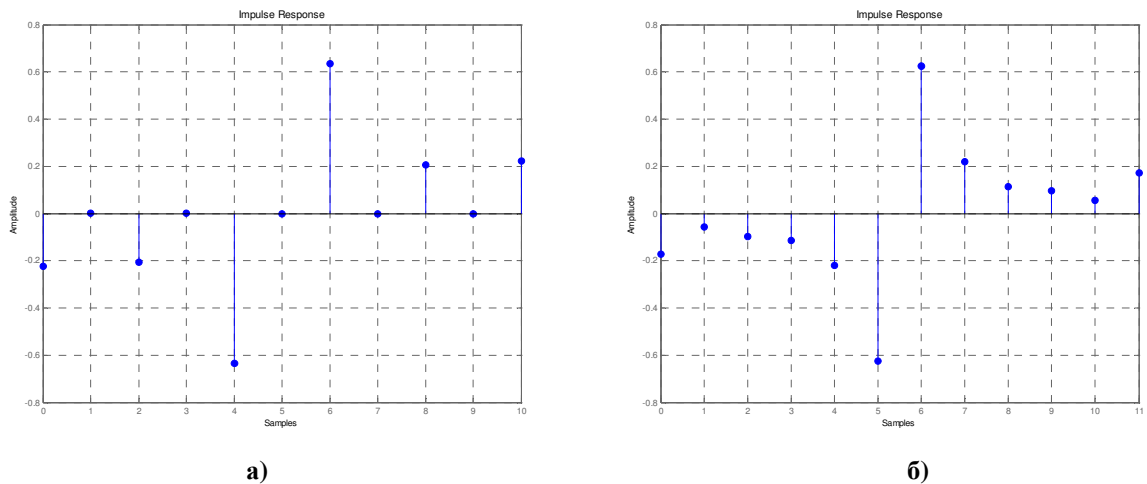 Impulse Response
0.8
0.6
0.4
0.2
0
-0.2
-0.4
-0.6
-0.8
Amplitude
0 1 2 3 4 5 6 7 8 9 10
Samples
а)
Impulse Response
0.8
0.6
0.4
0.2
0
-0.2
-0.4
-0.6
-0.8
Amplitude
0 1 2 3 4 5 6 7 8 9 10 11
Samples
б)